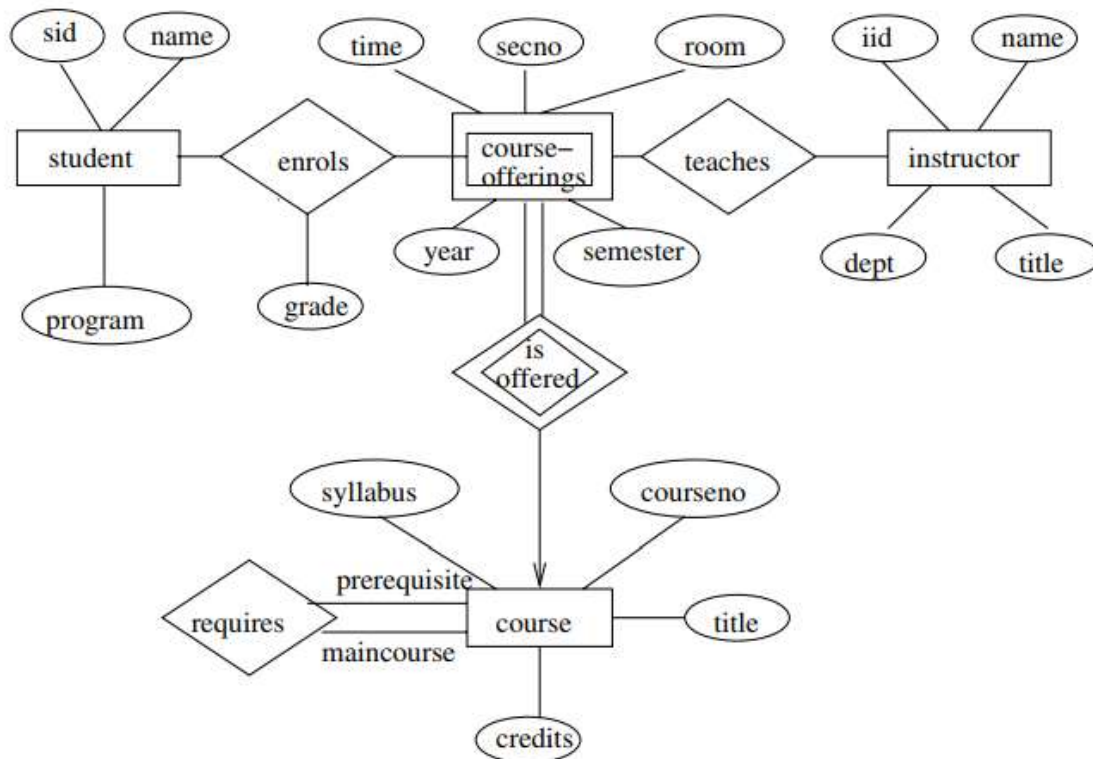 sid
name
time
secno
room
iid
name
student
enrols
course-
offerings
teaches
instructor
year
semester
dept
title
program
grade
is
offered
syllabus
courseno
prerequisite
requires
course
title
maincourse
credits